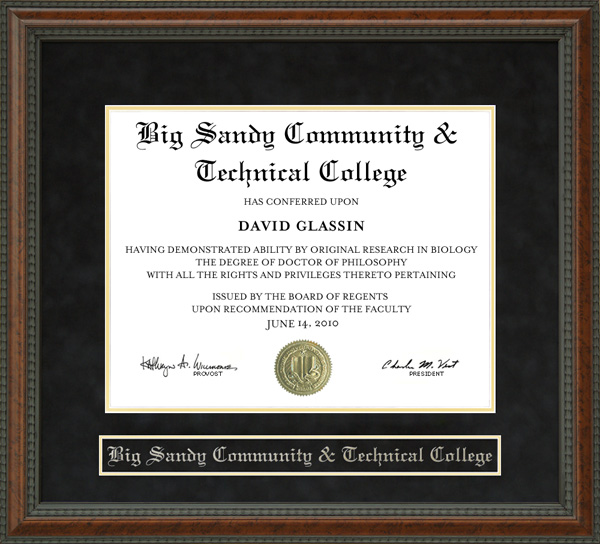 Big Sandy Community &
Technical College
HAS CONFERRED UPON
DAVID GLASSIN
HAVING DEMONSTRATED ABILITY BY ORIGINAL RESEARCH IN BIOLOGY
THE DEGREE OF DOCTOR OF PHILOSOPHY
WITH ALL THE RIGHTS AND PRIVILEGES THERETO PERTAINING
ISSUED BY THE BOARD OF REGENTS
UPON RECOMMENDATION OF THE FACULTY
JUNE 14, 2010
Charles M. Vest
PROVOST
PRESIDENT
Big Sandy Community & Technical College